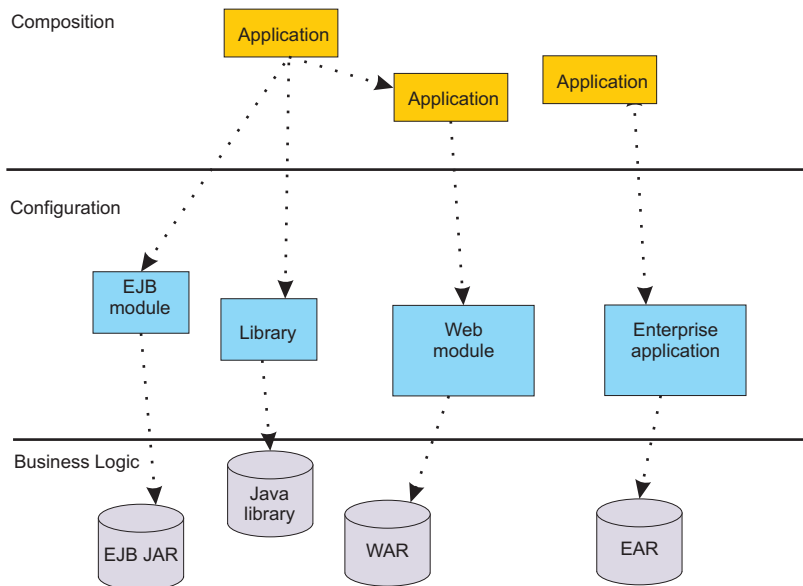 Composition
Application
Application
Application
Configuration
EJB
module
Library
Web
module
Enterprise
application
Business Logic
Java
library
EJB JAR
WAR
EAR